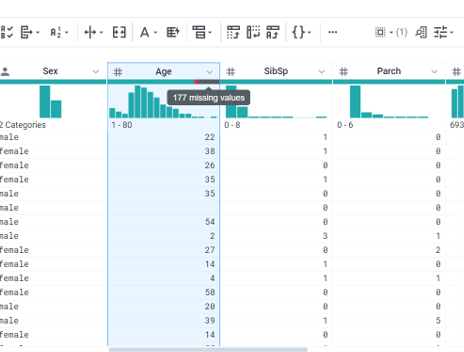 (1)
# Sex # Age # SibSp # Parch #
177 missing values
2 Categories 1 - 80 0 - 8 0 - 6 693
male 22 1 0
female 38 1 0
female 26 0 0
female 35 1 0
male 35 0 0
male 0 0
male 54 0 0
male 2 3 1
female 27 0 2
female 14 1 0
female 4 1 1
female 58 0 0
male 20 0 0
male 39 1 5
female 14 0 0